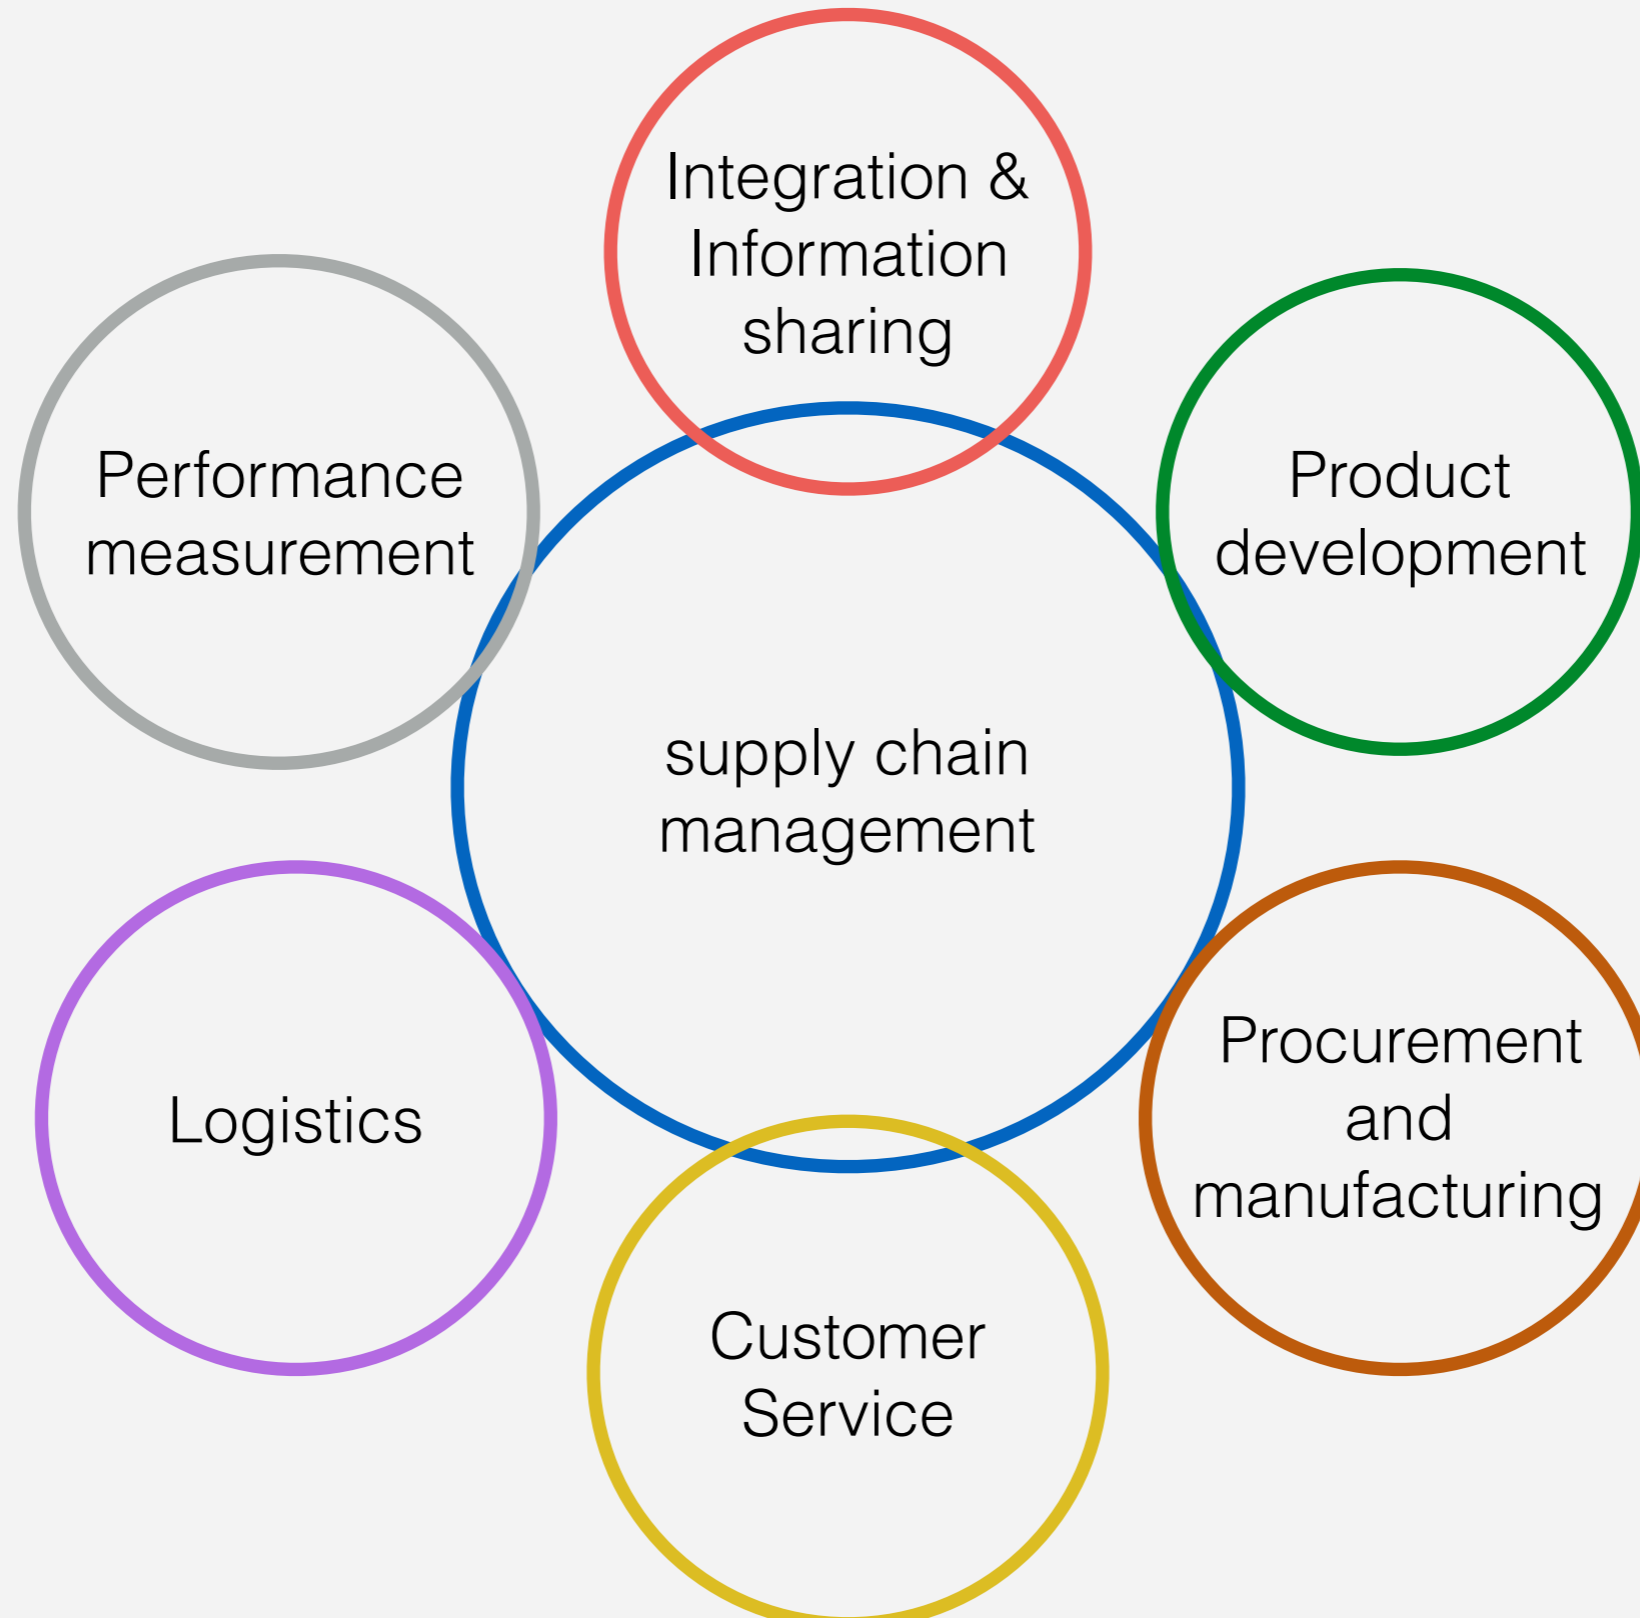 Integration &
Information
sharing
Performance
measurement
Product
development
supply chain
management
Logistics
Procurement
and
manufacturing
Customer
Service